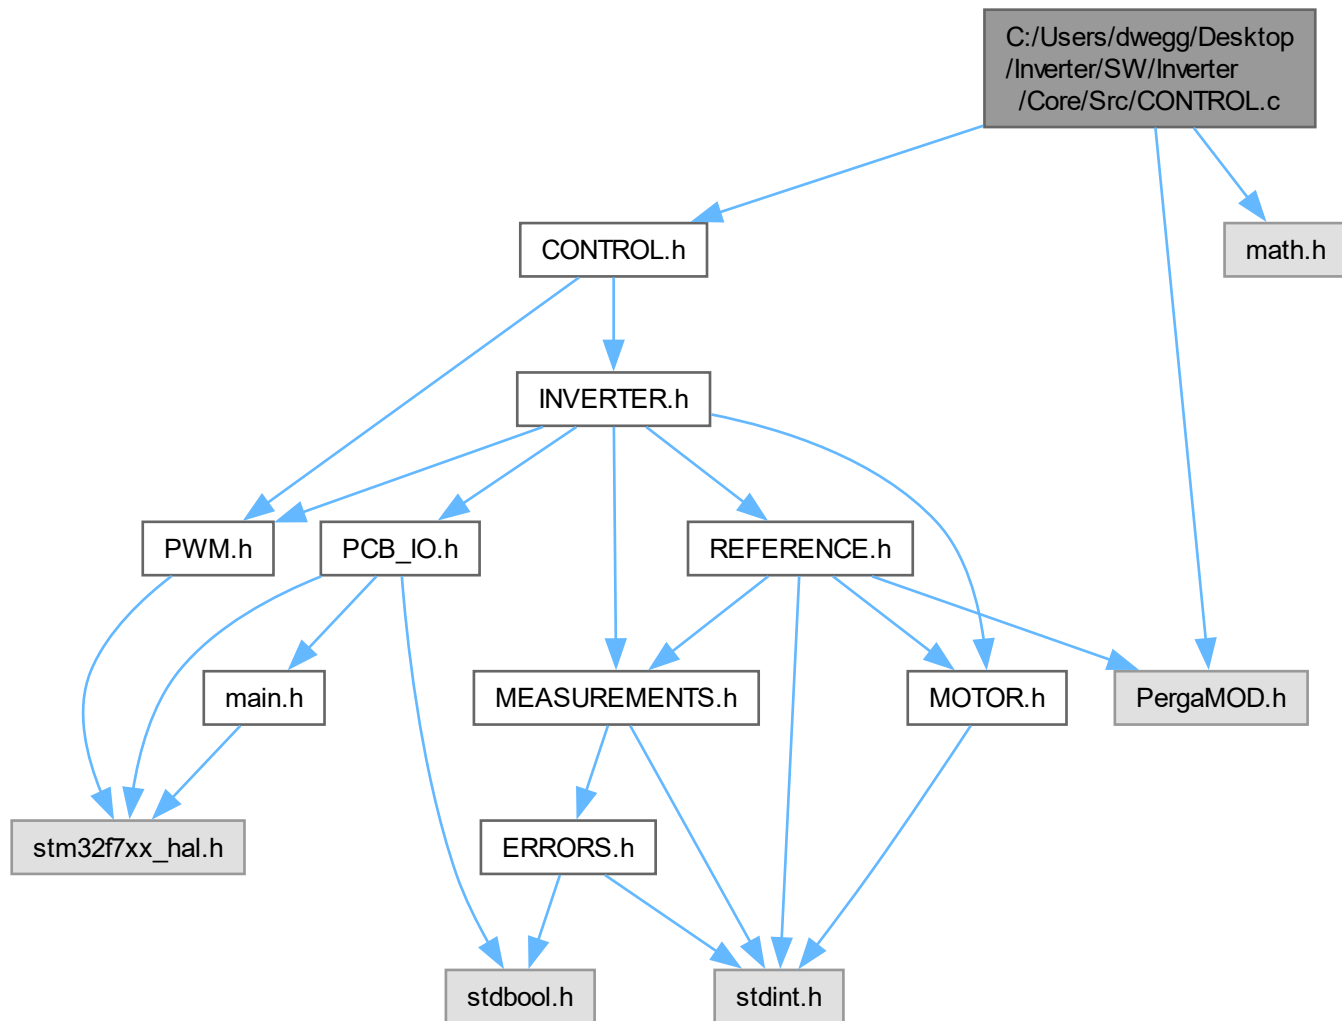 C:/Users/dwegg/Desktop
/Inverter/SW/Inverter
/Core/Src/CONTROL.c
CONTROL.h
math.h
INVERTER.h
PWM.h
PCB_IO.h
REFERENCE.h
main.h
MEASUREMENTS.h
MOTOR.h
PergaMOD.h
stm32f7xx_hal.h
ERRORS.h
stdbool.h
stdint.h